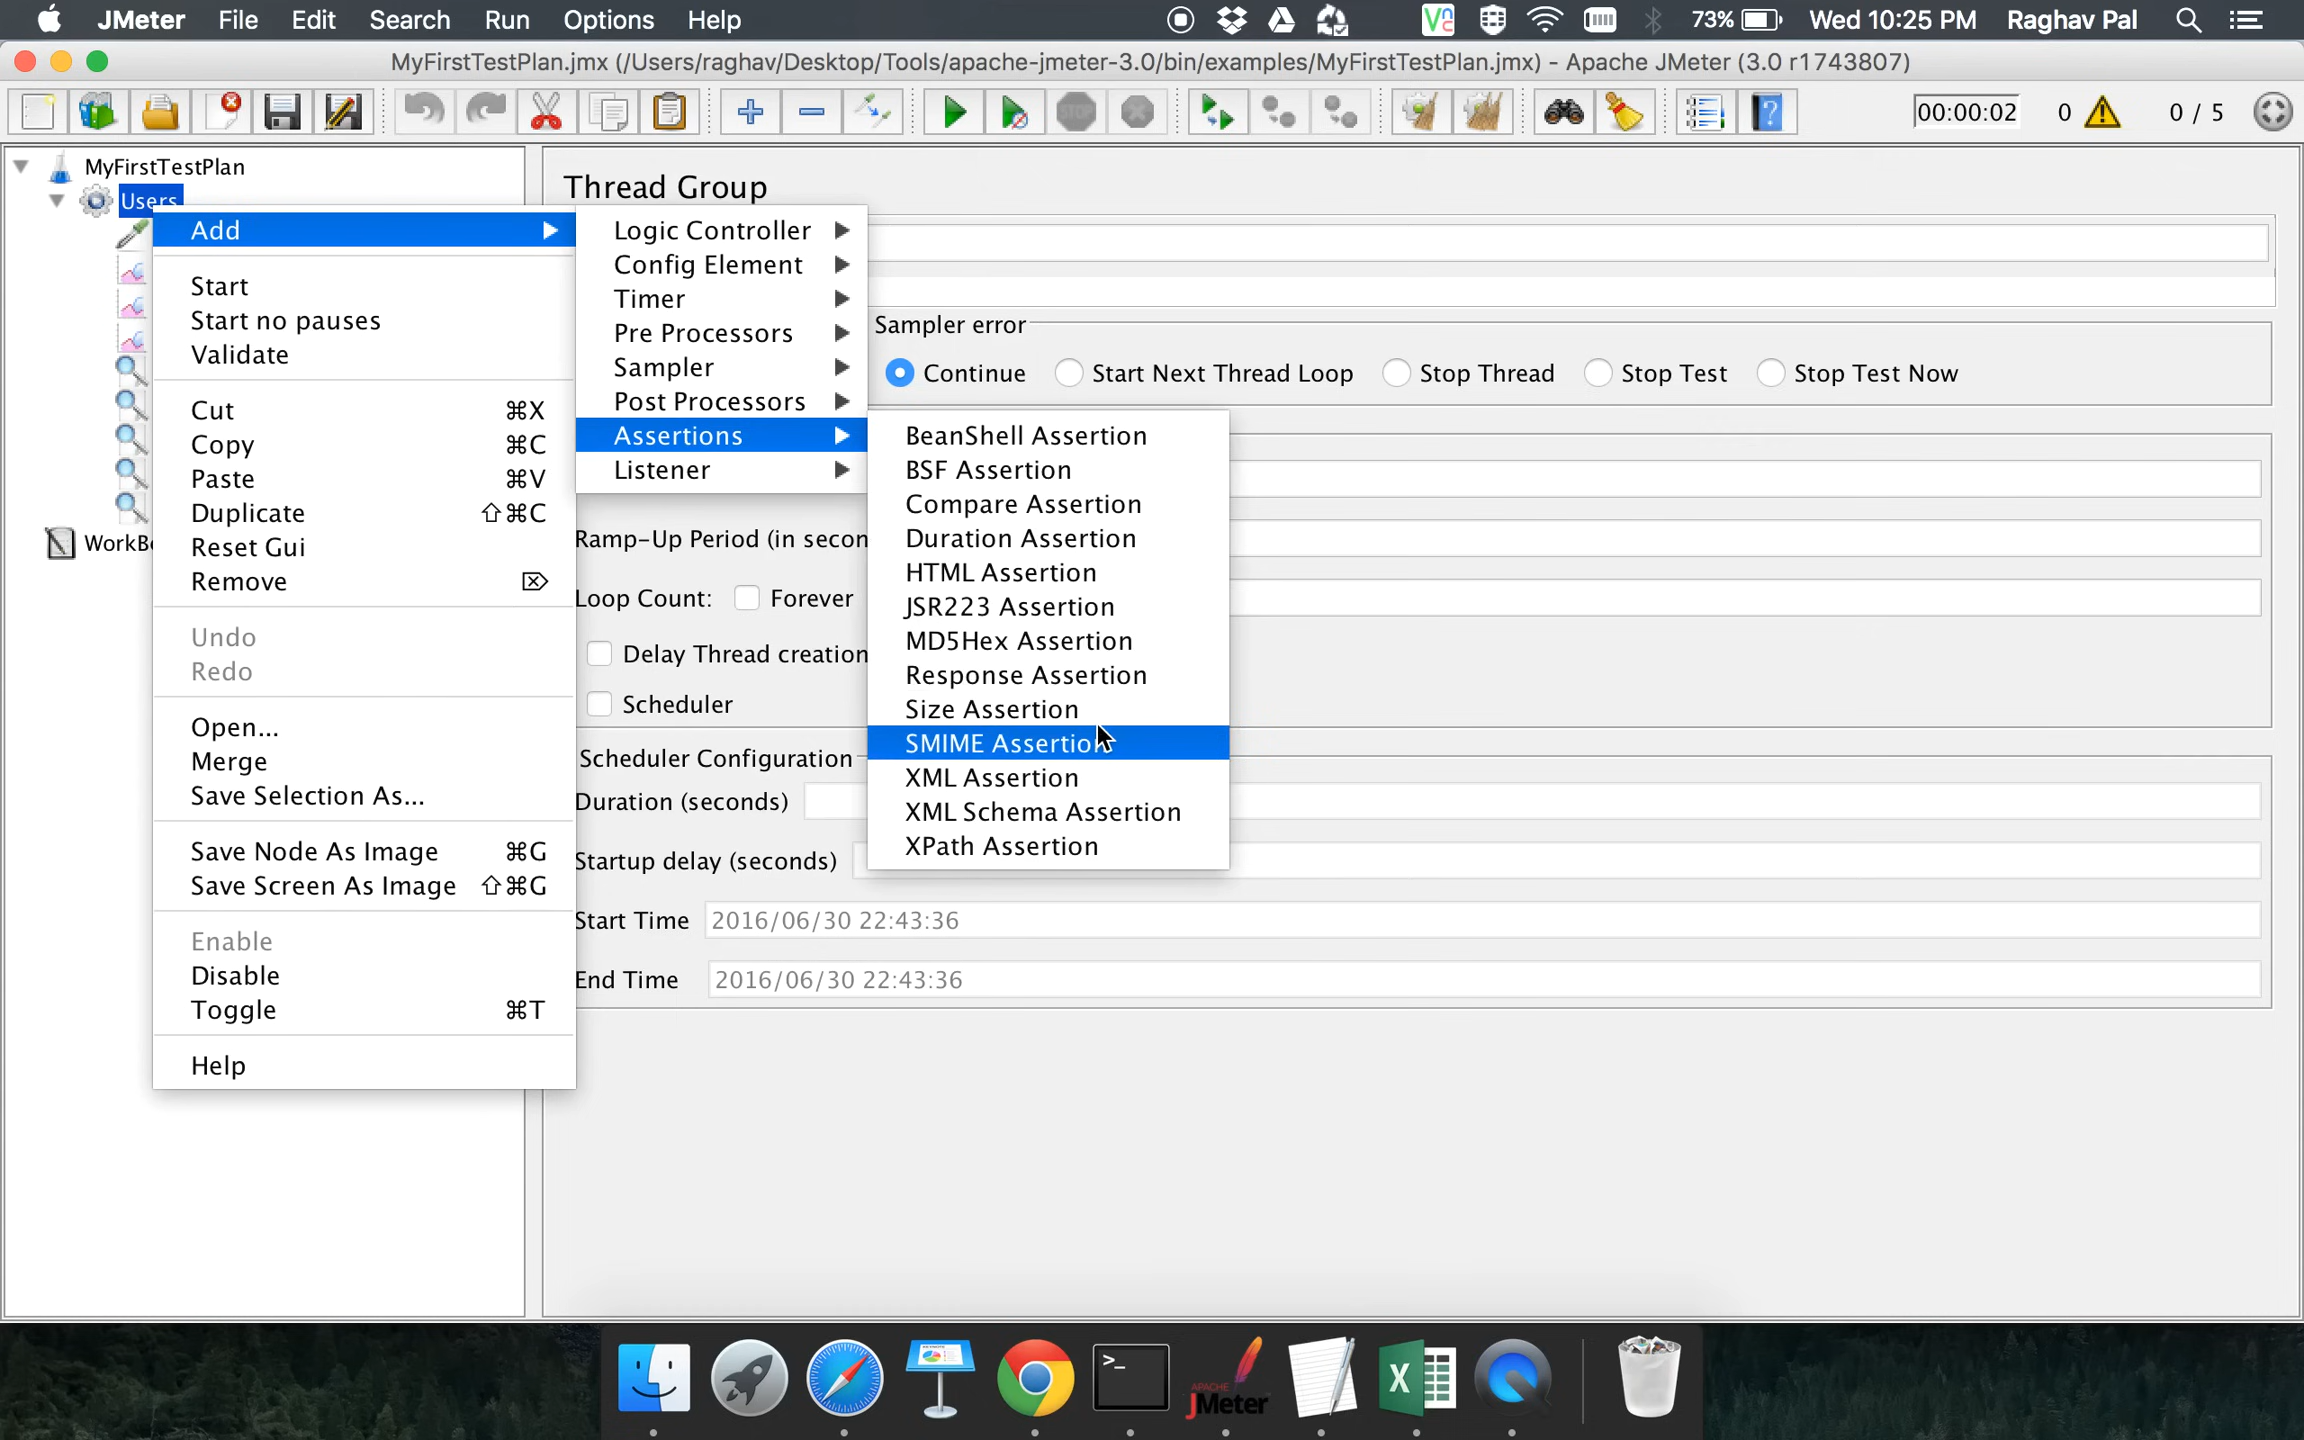 JMeter File Edit Search Run Options Help 73% Wed 10:25 PM Raghav Pal
MyFirstTestPlan.jmx (/Users/raghav/Desktop/Tools/apache-jmeter-3.0/bin/examples/MyFirstTestPlan.jmx) - Apache JMeter (3.0 r1743807)
STOP 00:00:02 0 0 / 5
MyFirstTestPlan
Users
WorkBe
Add
Start
Start no pauses
Validate
Cut ⌘X
Copy ⌘C
Paste ⌘V
Duplicate ⇧⌘C
Reset Gui
Remove ⌦
Undo
Redo
Open...
Merge
Save Selection As...
Save Node As Image ⌘G
Save Screen As Image ⇧⌘G
Enable
Disable
Toggle ⌘T
Help
Logic Controller
Config Element
Timer
Pre Processors
Sampler
Post Processors
Assertions
Listener
BeanShell Assertion
BSF Assertion
Compare Assertion
Duration Assertion
HTML Assertion
JSR223 Assertion
MD5Hex Assertion
Response Assertion
Size Assertion
SMIME Assertion
XML Assertion
XML Schema Assertion
XPath Assertion
Thread Group
Sampler error
Continue Start Next Thread Loop Stop Thread Stop Test Stop Test Now
Ramp-Up Period (in secon
Loop Count: Forever
Delay Thread creation
Scheduler
Scheduler Configuration
Duration (seconds)
Startup delay (seconds)
Start Time 2016/06/30 22:43:36
End Time 2016/06/30 22:43:36
APACHE
JMeter